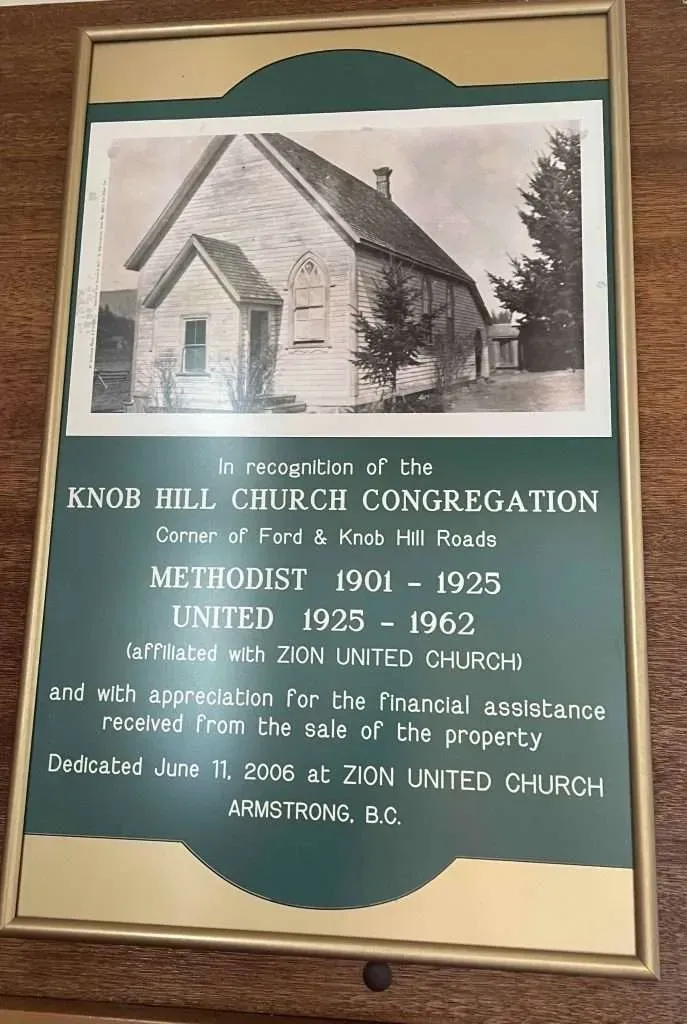 In recognition of the
KNOB HILL CHURCH CONGREGATION
Corner of Ford & Knob Hill Roads
METHODIST 1901 – 1925
UNITED 1925 – 1962
(affiliated with ZION UNITED CHURCH)
and with appreciation for the financial assistance
received from the sale of the property
Dedicated June 11, 2006 at ZION UNITED CHURCH
ARMSTRONG, B.C.